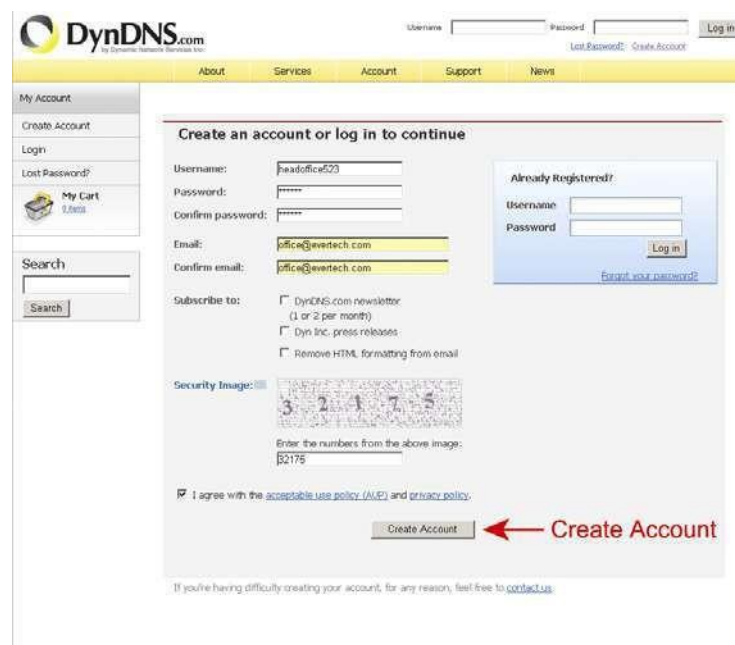 DynDNS.com
by Dynamic Network Services Inc.
Username
Password
Log in
Lost Password? Create Account
About Services Account Support News
My Account
Create Account
Login
Lost Password?
My Cart
0 items
Search
Search
Create an account or log in to continue
Username: headoffice523
Password: ******
Confirm password: ******
Email: office@evertech.com
Confirm email: office@evertech.com
Subscribe to: DynDNS.com newsletter
(1 or 2 per month)
Dyn Inc. press releases
Remove HTML formatting from email
Security Image:
3 2 1 7 5
Enter the numbers from the above image:
32175
I agree with the acceptable use policy (AUP) and privacy policy.
Create Account
Create Account
If you're having difficulty creating your account, for any reason, feel free to contact us
Already Registered?
Username
Password
Log in
Forgot your password?